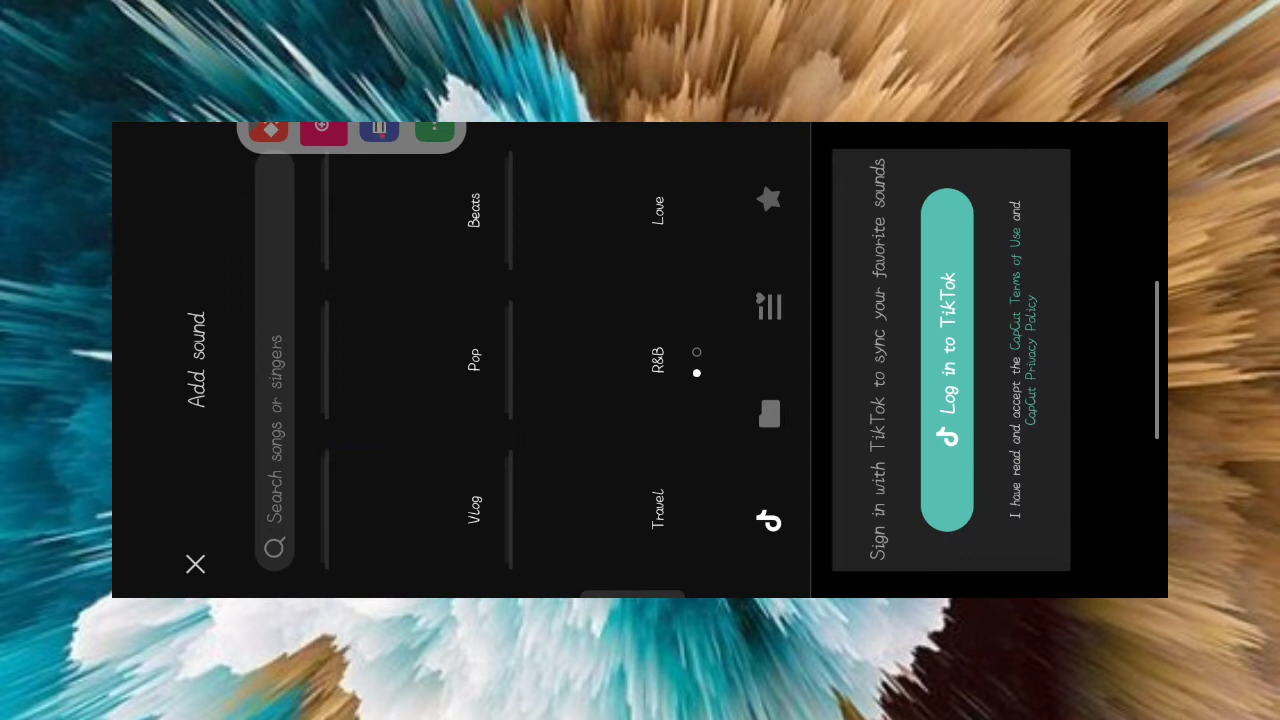 Add sound
Search songs or singers
Vlog
Pop
Beats
Travel
R&B
Love
Sign in with TikTok to sync your favorite sounds
Log in to TikTok
I have read and accept the CapCut Terms of Use and
CapCut Privacy Policy